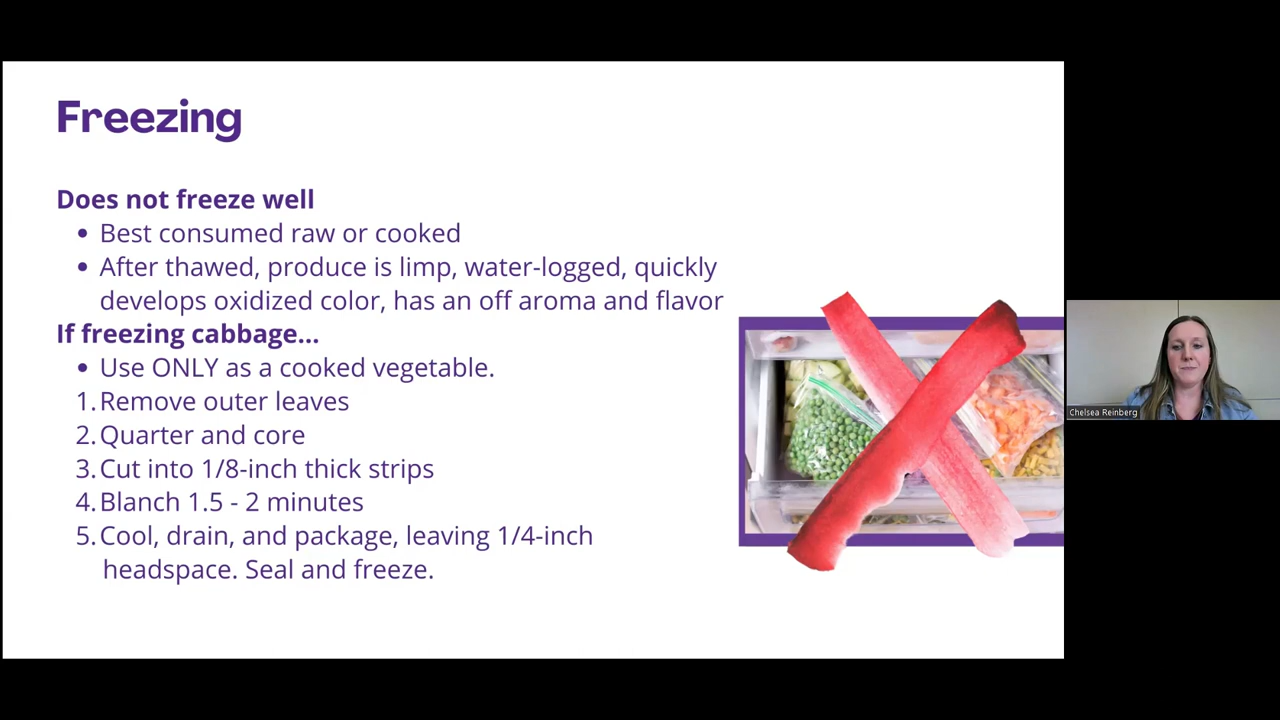 Freezing
Does not freeze well
• Best consumed raw or cooked
• After thawed, produce is limp, water-logged, quickly
develops oxidized color, has an off aroma and flavor
If freezing cabbage...
• Use ONLY as a cooked vegetable.
1. Remove outer leaves
2. Quarter and core
3. Cut into 1/8-inch thick strips
4. Blanch 1.5 - 2 minutes
5. Cool, drain, and package, leaving 1/4-inch
headspace. Seal and freeze.
Chelsea Reinberg